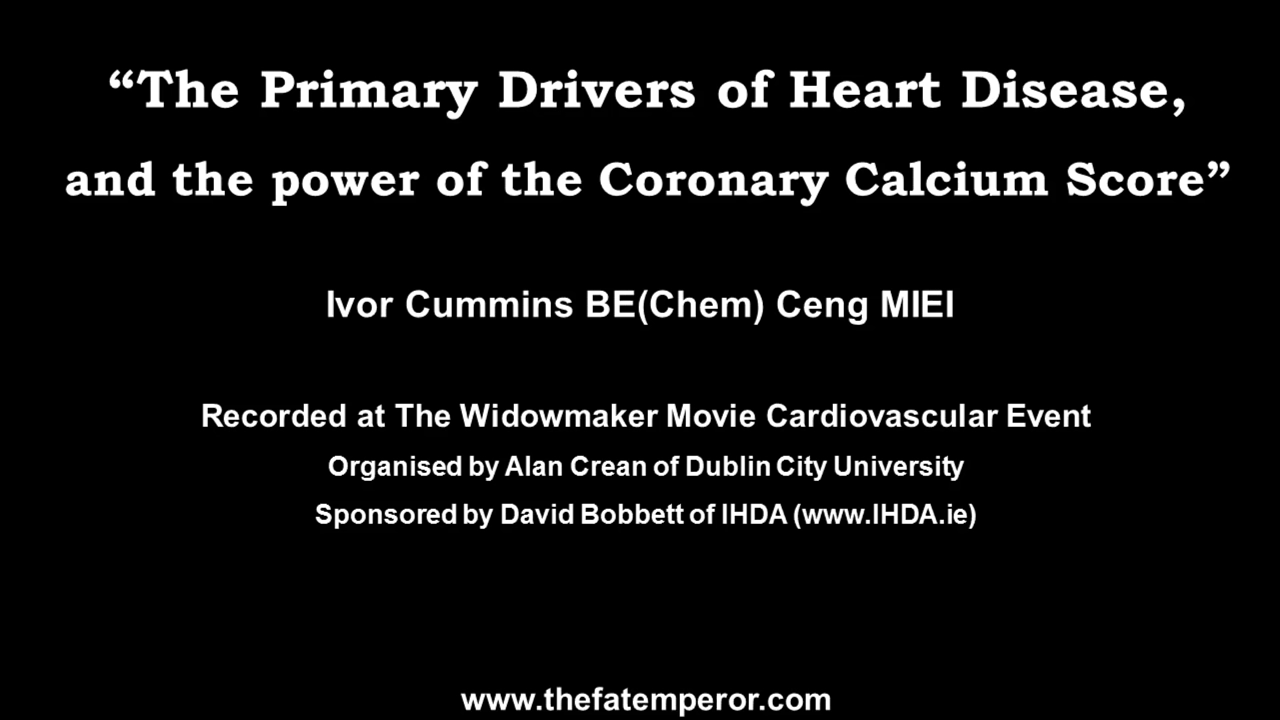 “The Primary Drivers of Heart Disease,
and the power of the Coronary Calcium Score”
Ivor Cummins BE(Chem) Ceng MIEI
Recorded at The Widowmaker Movie Cardiovascular Event
Organised by Alan Crean of Dublin City University
Sponsored by David Bobbett of IHDA (www.IHDA.ie)
www.thefatemperor.com